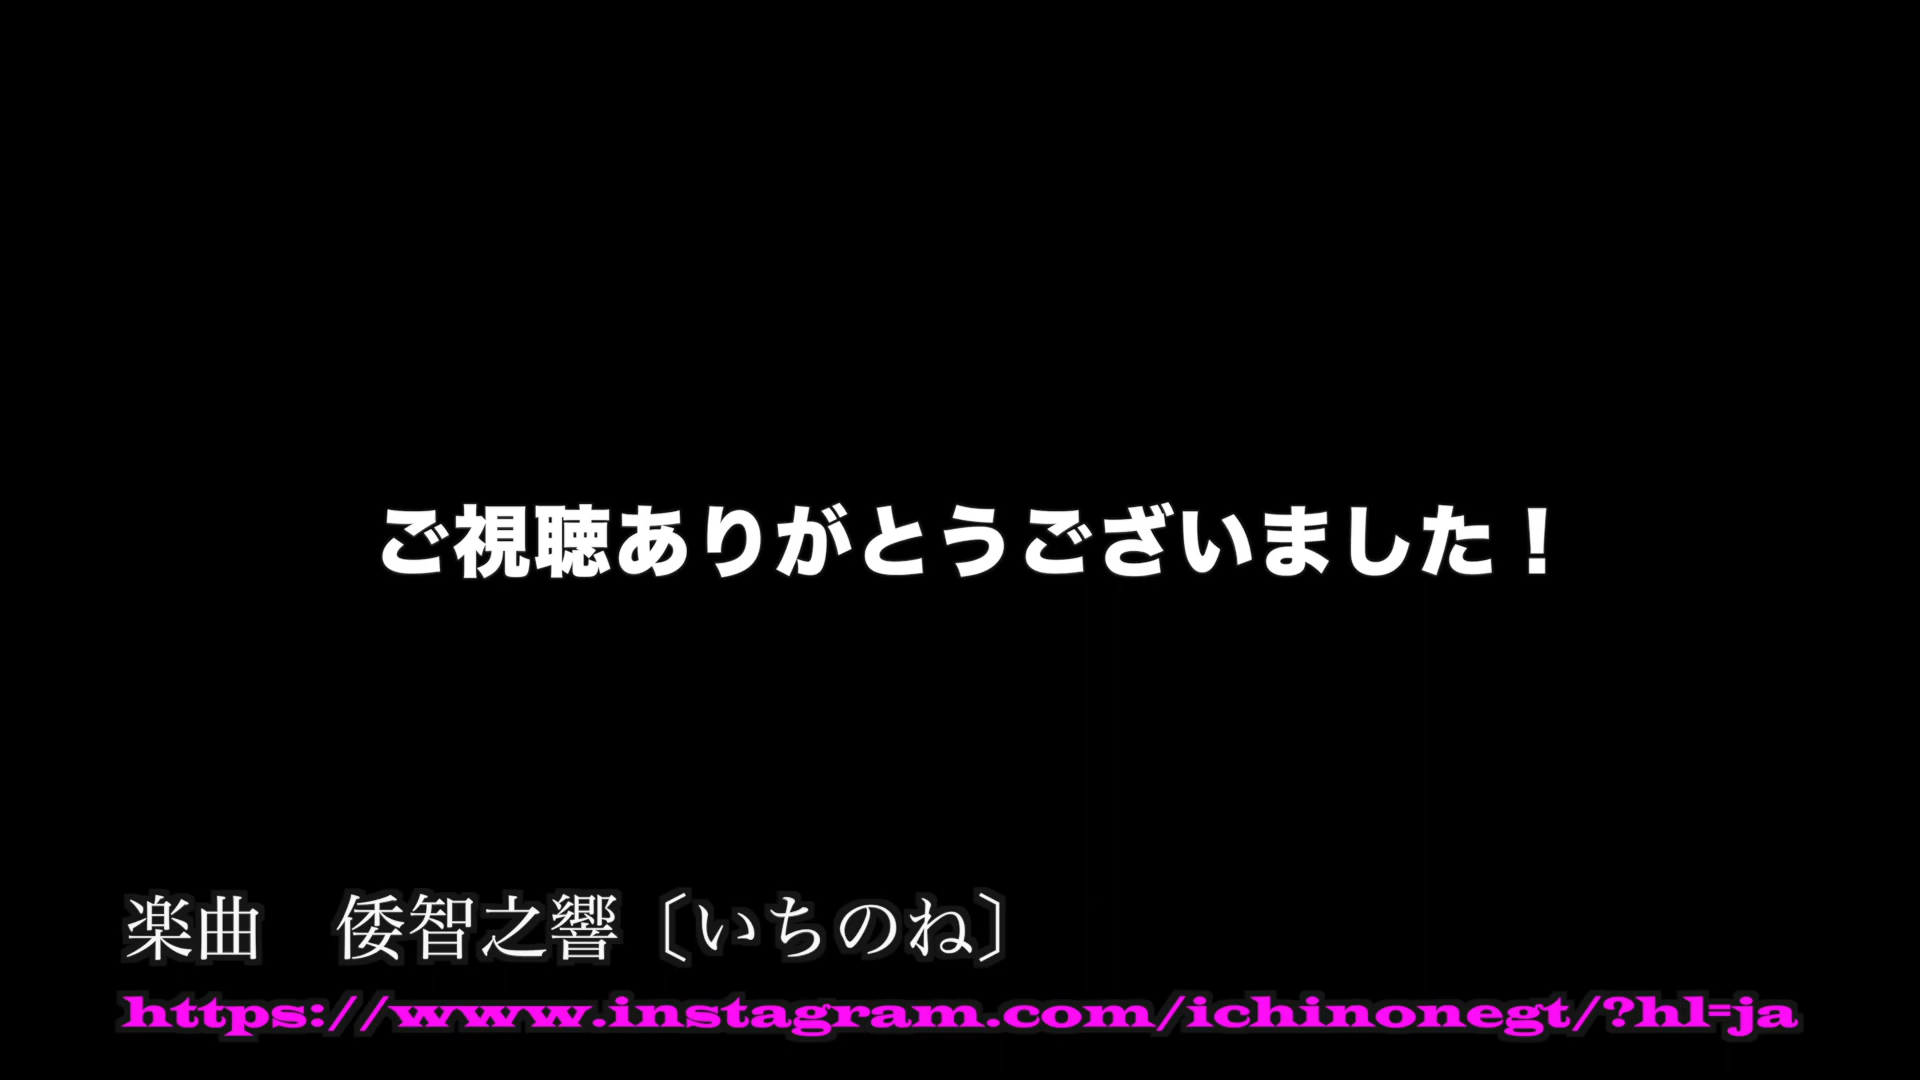 ご視聴ありがとうございました！
楽曲　倭智之響〔いちのね〕
https://www.instagram.com/ichinonegt/?hl=ja